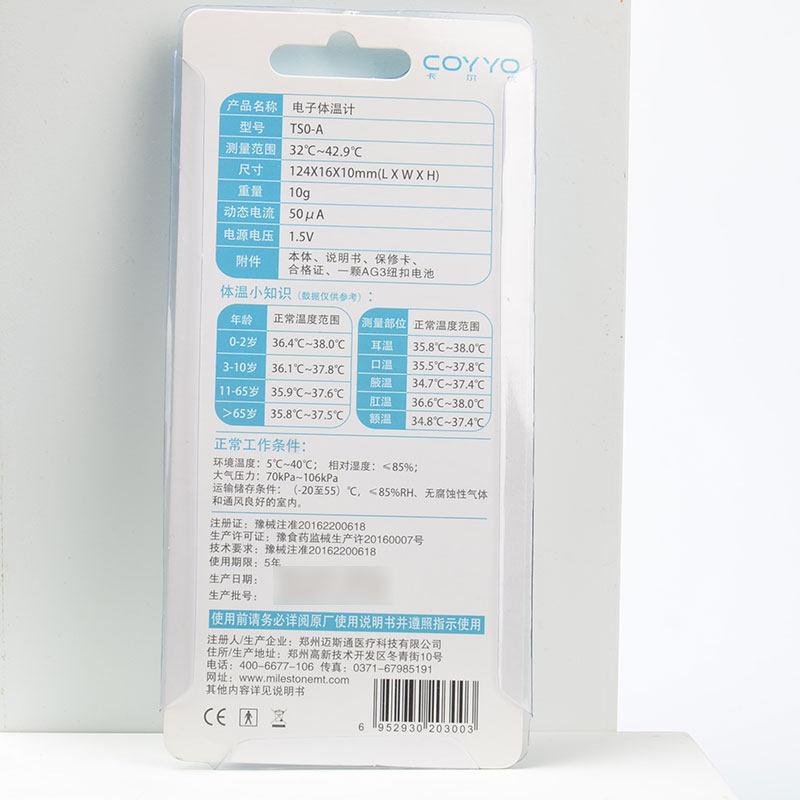 COYYO
卡尔
产品名称 电子体温计
型号 TS0-A
测量范围 32℃~42.9℃
尺寸 124X16X10mm(L X W X H)
重量 10g
动态电流 50μA
电源电压 1.5V
附件 本体、说明书、保修卡、
合格证、一颗AG3纽扣电池
体温小知识（数据仅供参考）：
年龄 正常温度范围
0-2岁 36.4℃~38.0℃
3-10岁 36.1℃~37.8℃
11-65岁 35.9℃~37.6℃
＞65岁 35.8℃~37.5℃
测量部位 正常温度范围
耳温 35.8℃~38.0℃
口温 35.5℃~37.8℃
腋温 34.7℃~37.4℃
肛温 36.6℃~38.0℃
额温 34.8℃~37.4℃
正常工作条件：
环境温度：5℃~40℃； 相对湿度：≤85%；
大气压力：70kPa~106kPa
运输储存条件：（-20至55）℃，≤85%RH、无腐蚀性气体
和通风良好的室内。
注册证：豫械注准20162200618
生产许可证：豫食药监械生产许20160007号
技术要求：豫械注准20162200618
使用期限：5年
生产日期：
生产批号：
使用前请务必详阅原厂使用说明书并遵照指示使用
注册人/生产企业：郑州迈斯通医疗科技有限公司
住所/生产地址：郑州高新技术开发区冬青街10号
电话：400-6677-106 传真：0371-67985191
网址：www.milestonemt.com
其他内容详见说明书
CE
6 952930 203003